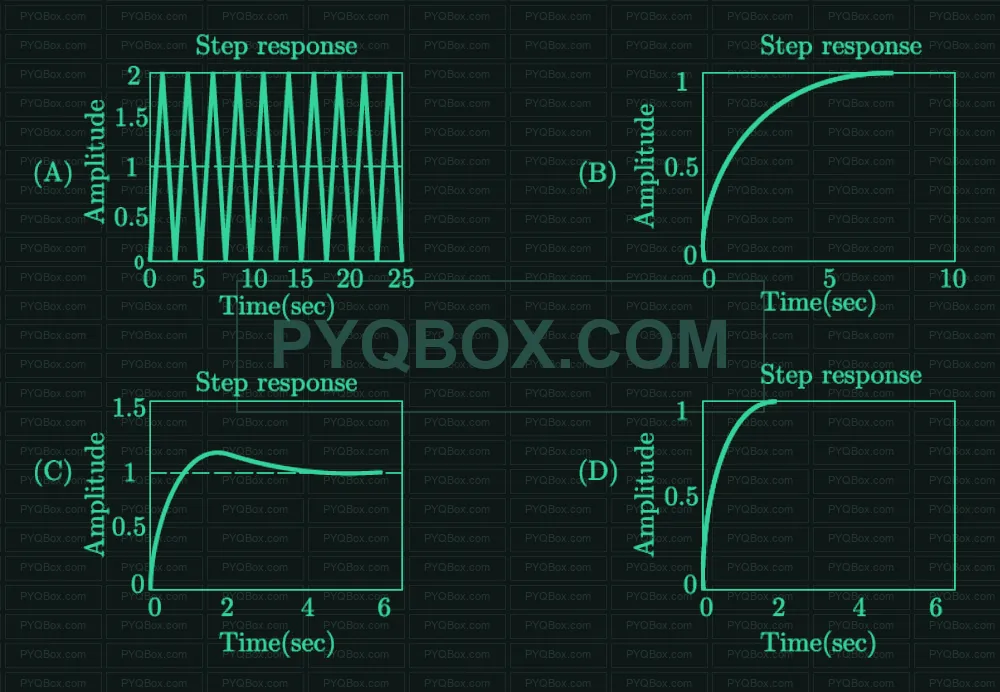 Step response
(A)
Amplitude
2
1.5
1
0.5
0
0 5 10 15 20 25
Time(sec)
Step response
(B)
Amplitude
1
0.5
0
0 5 10
Time(sec)
PYQBOX.COM
Step response
(C)
Amplitude
1.5
1
0.5
0
0 2 4 6
Time(sec)
Step response
(D)
Amplitude
1
0.5
0
0 2 4 6
Time(sec)
PYQBox.com